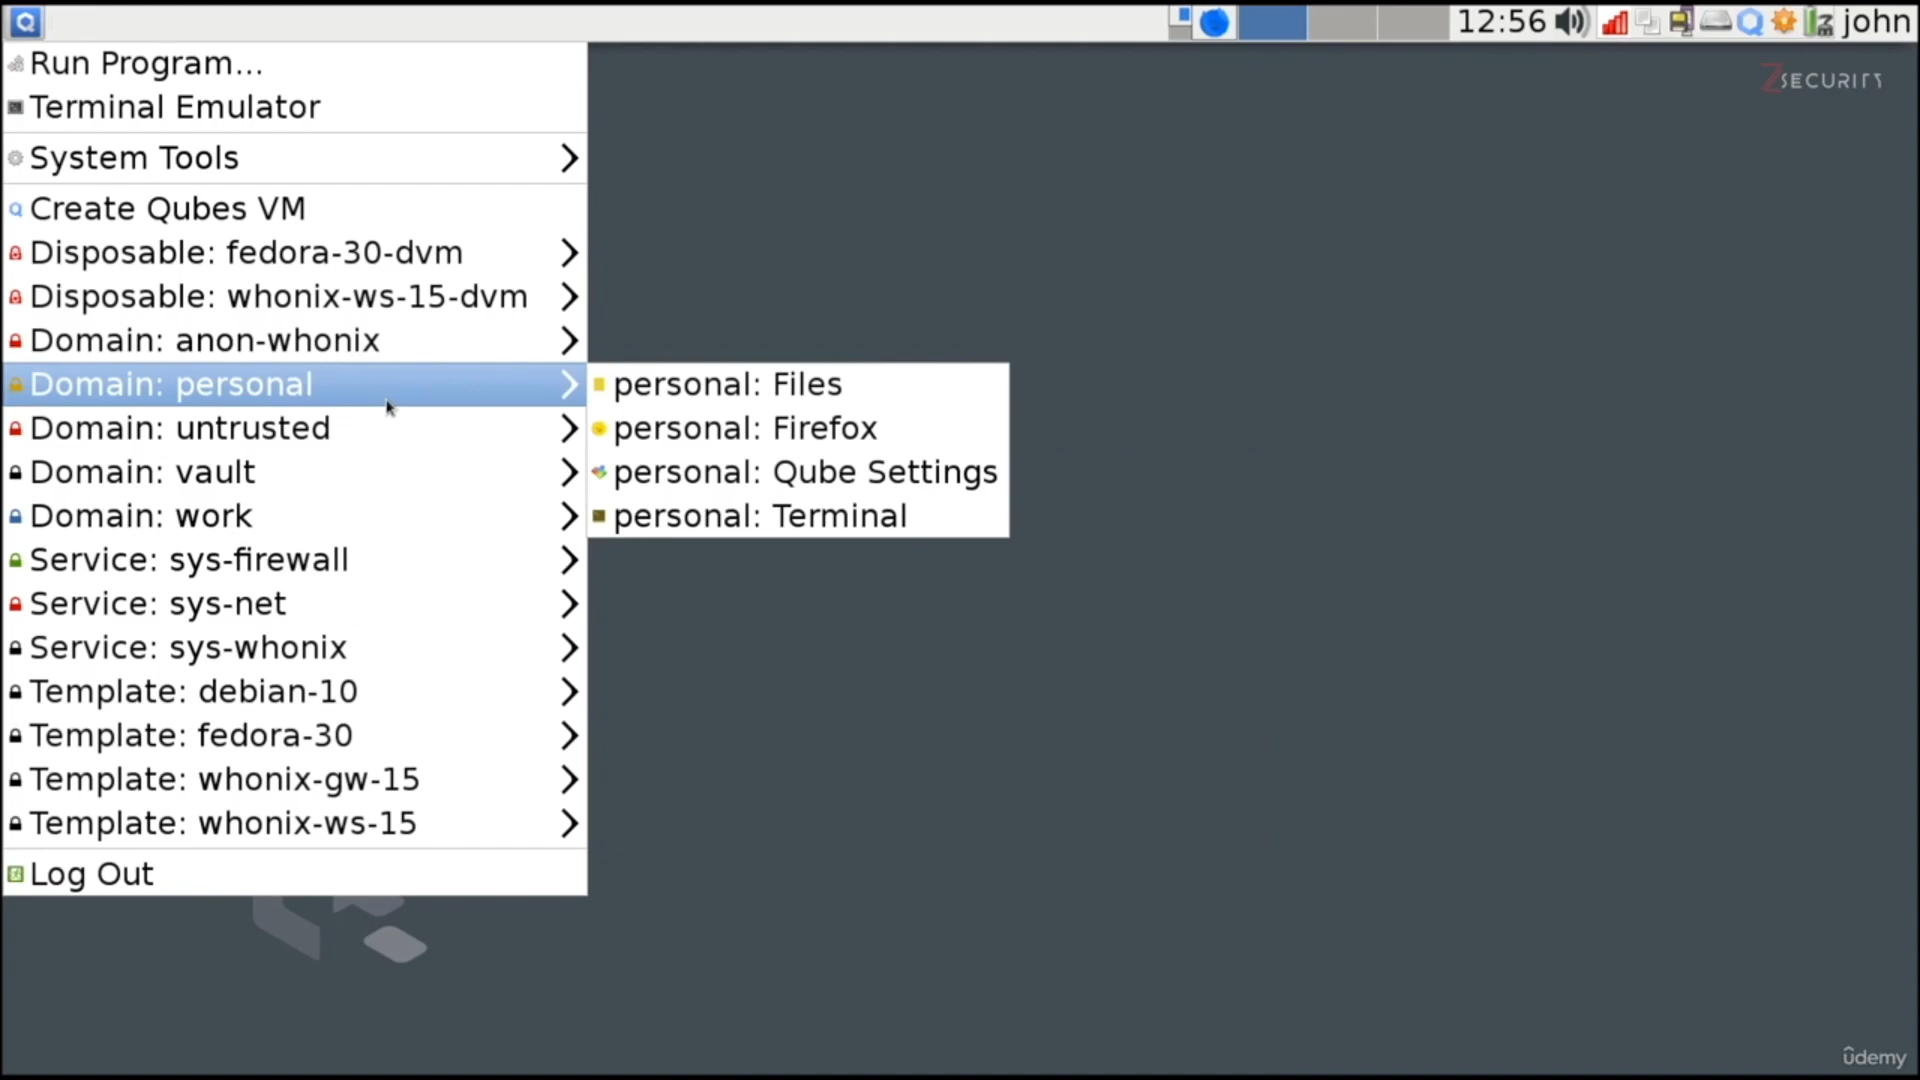 12:56 john
ZSECURITY
Run Program...
Terminal Emulator
System Tools
Create Qubes VM
Disposable: fedora-30-dvm
Disposable: whonix-ws-15-dvm
Domain: anon-whonix
Domain: personal
personal: Files
Domain: untrusted
personal: Firefox
Domain: vault
personal: Qube Settings
Domain: work
personal: Terminal
Service: sys-firewall
Service: sys-net
Service: sys-whonix
Template: debian-10
Template: fedora-30
Template: whonix-gw-15
Template: whonix-ws-15
Log Out
ûdemy